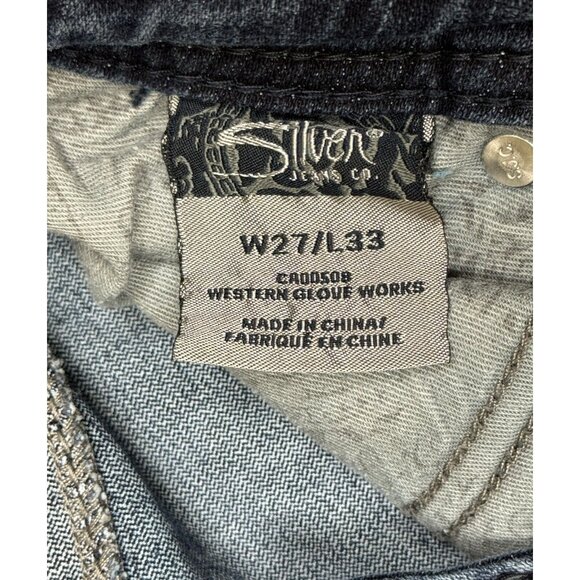 Silver
JEANS CO.
W27/L33
CA00508
WESTERN GLOVE WORKS
MADE IN CHINA/
FABRIQUÉ EN CHINE